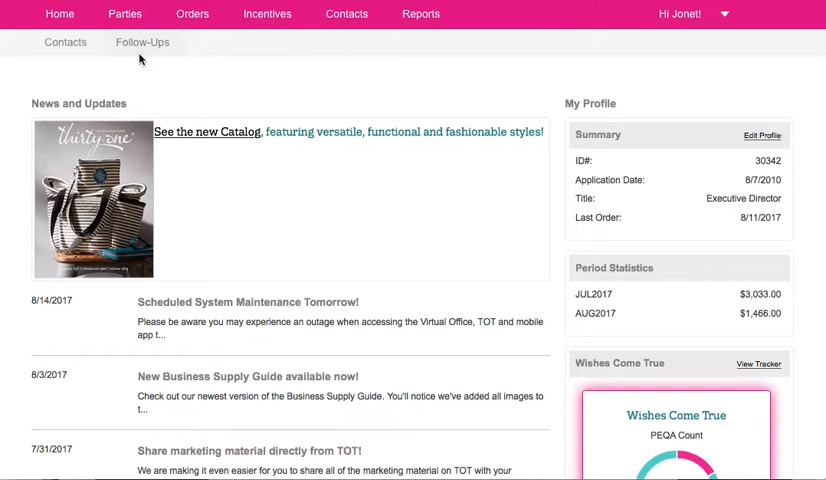 Home Parties Orders Incentives Contacts Reports Hi Jonet!
Contacts Follow-Ups
News and Updates
thirty-one
See the new Catalog, featuring versatile, functional and fashionable styles!
8/14/2017 Scheduled System Maintenance Tomorrow!
Please be aware you may experience an outage when accessing the Virtual Office, TOT and mobile
app t...
8/3/2017 New Business Supply Guide available now!
Check out our newest version of the Business Supply Guide. You'll notice we've added all images to
t...
7/31/2017 Share marketing material directly from TOT!
We are making it even easier for you to share all of the marketing material on TOT with your
My Profile
Summary Edit Profile
ID#: 30342
Application Date: 8/7/2010
Title: Executive Director
Last Order: 8/11/2017
Period Statistics
JUL2017 $3,033.00
AUG2017 $1,466.00
Wishes Come True View Tracker
Wishes Come True
PEQA Count